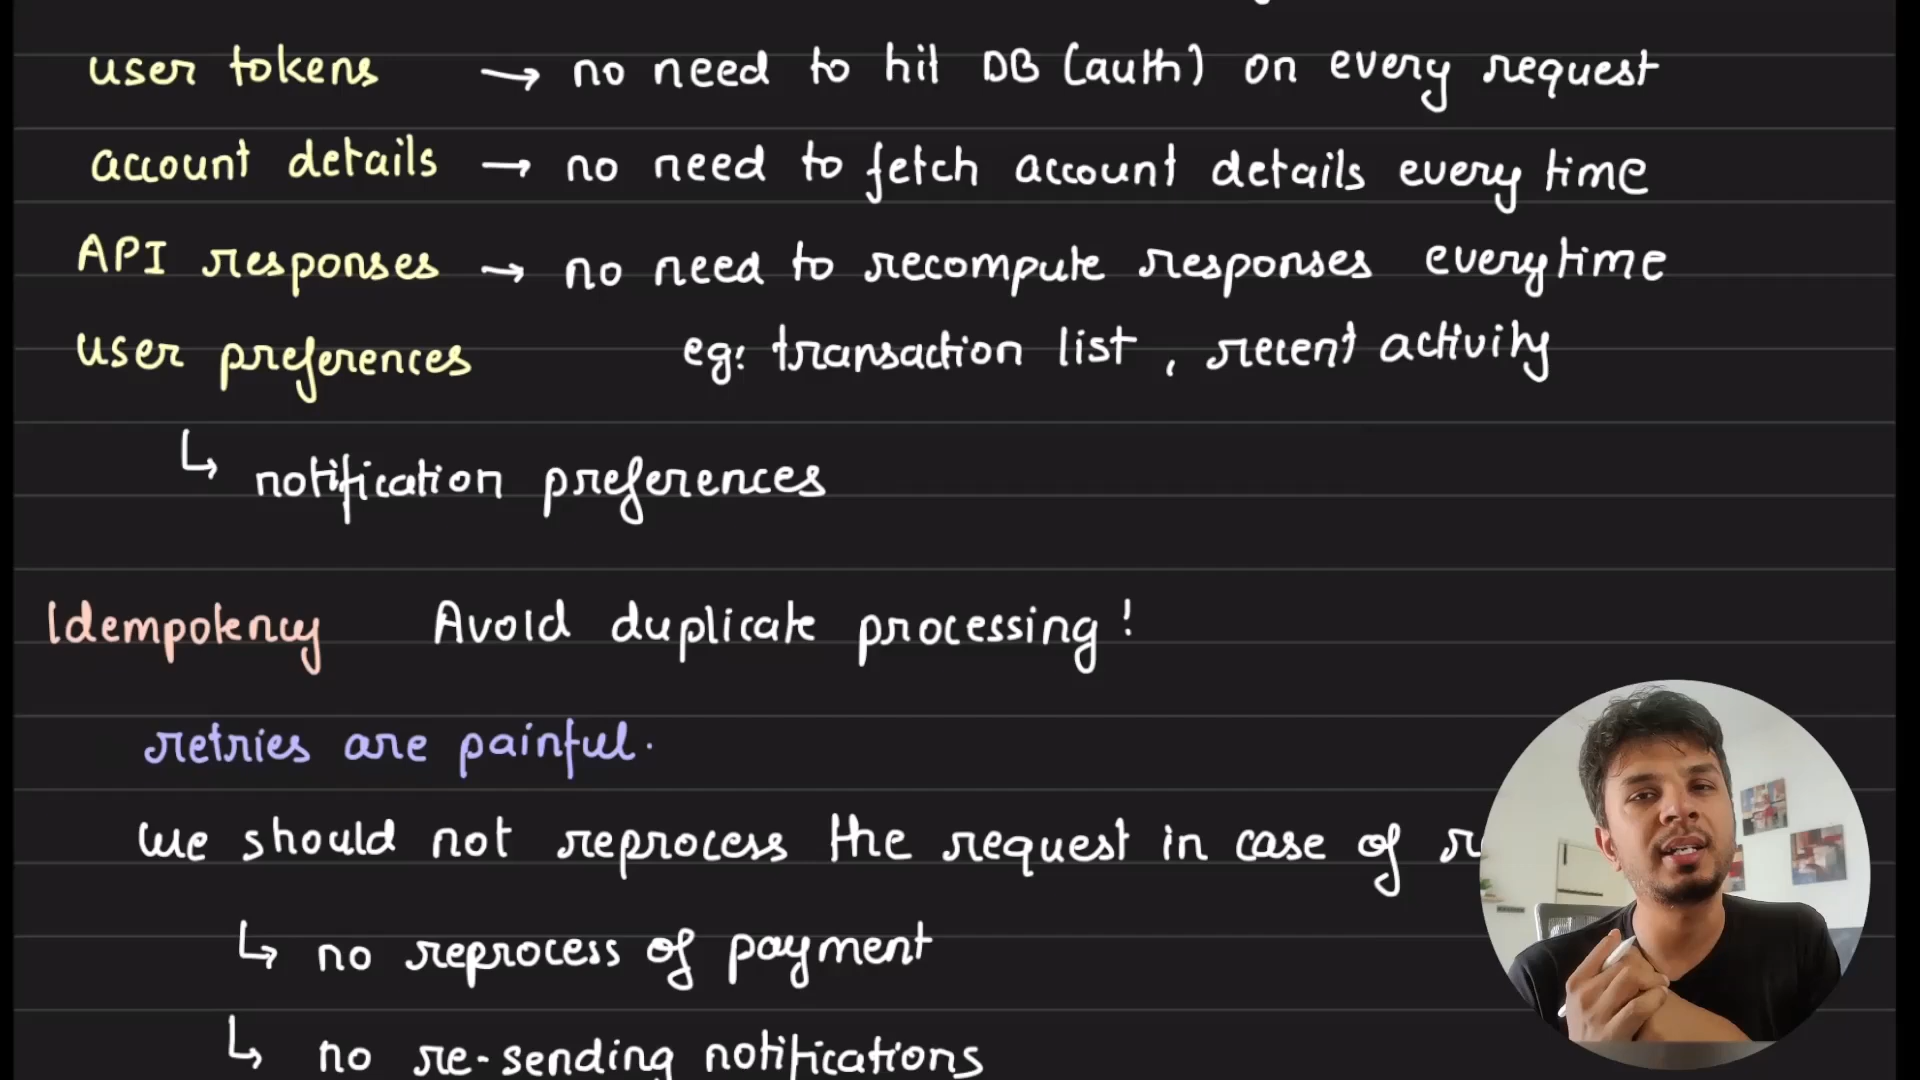 user tokens → no need to hit DB (auth) on every request
account details → no need to fetch account details every time
API responses → no need to recompute responses everytime
user preferences eg: transaction list, recent activity
↳ notification preferences
Idempotency Avoid duplicate processing!
retries are painful.
we should not reprocess the request in case of
↳ no reprocess of payment
↳ no re-sending notifications